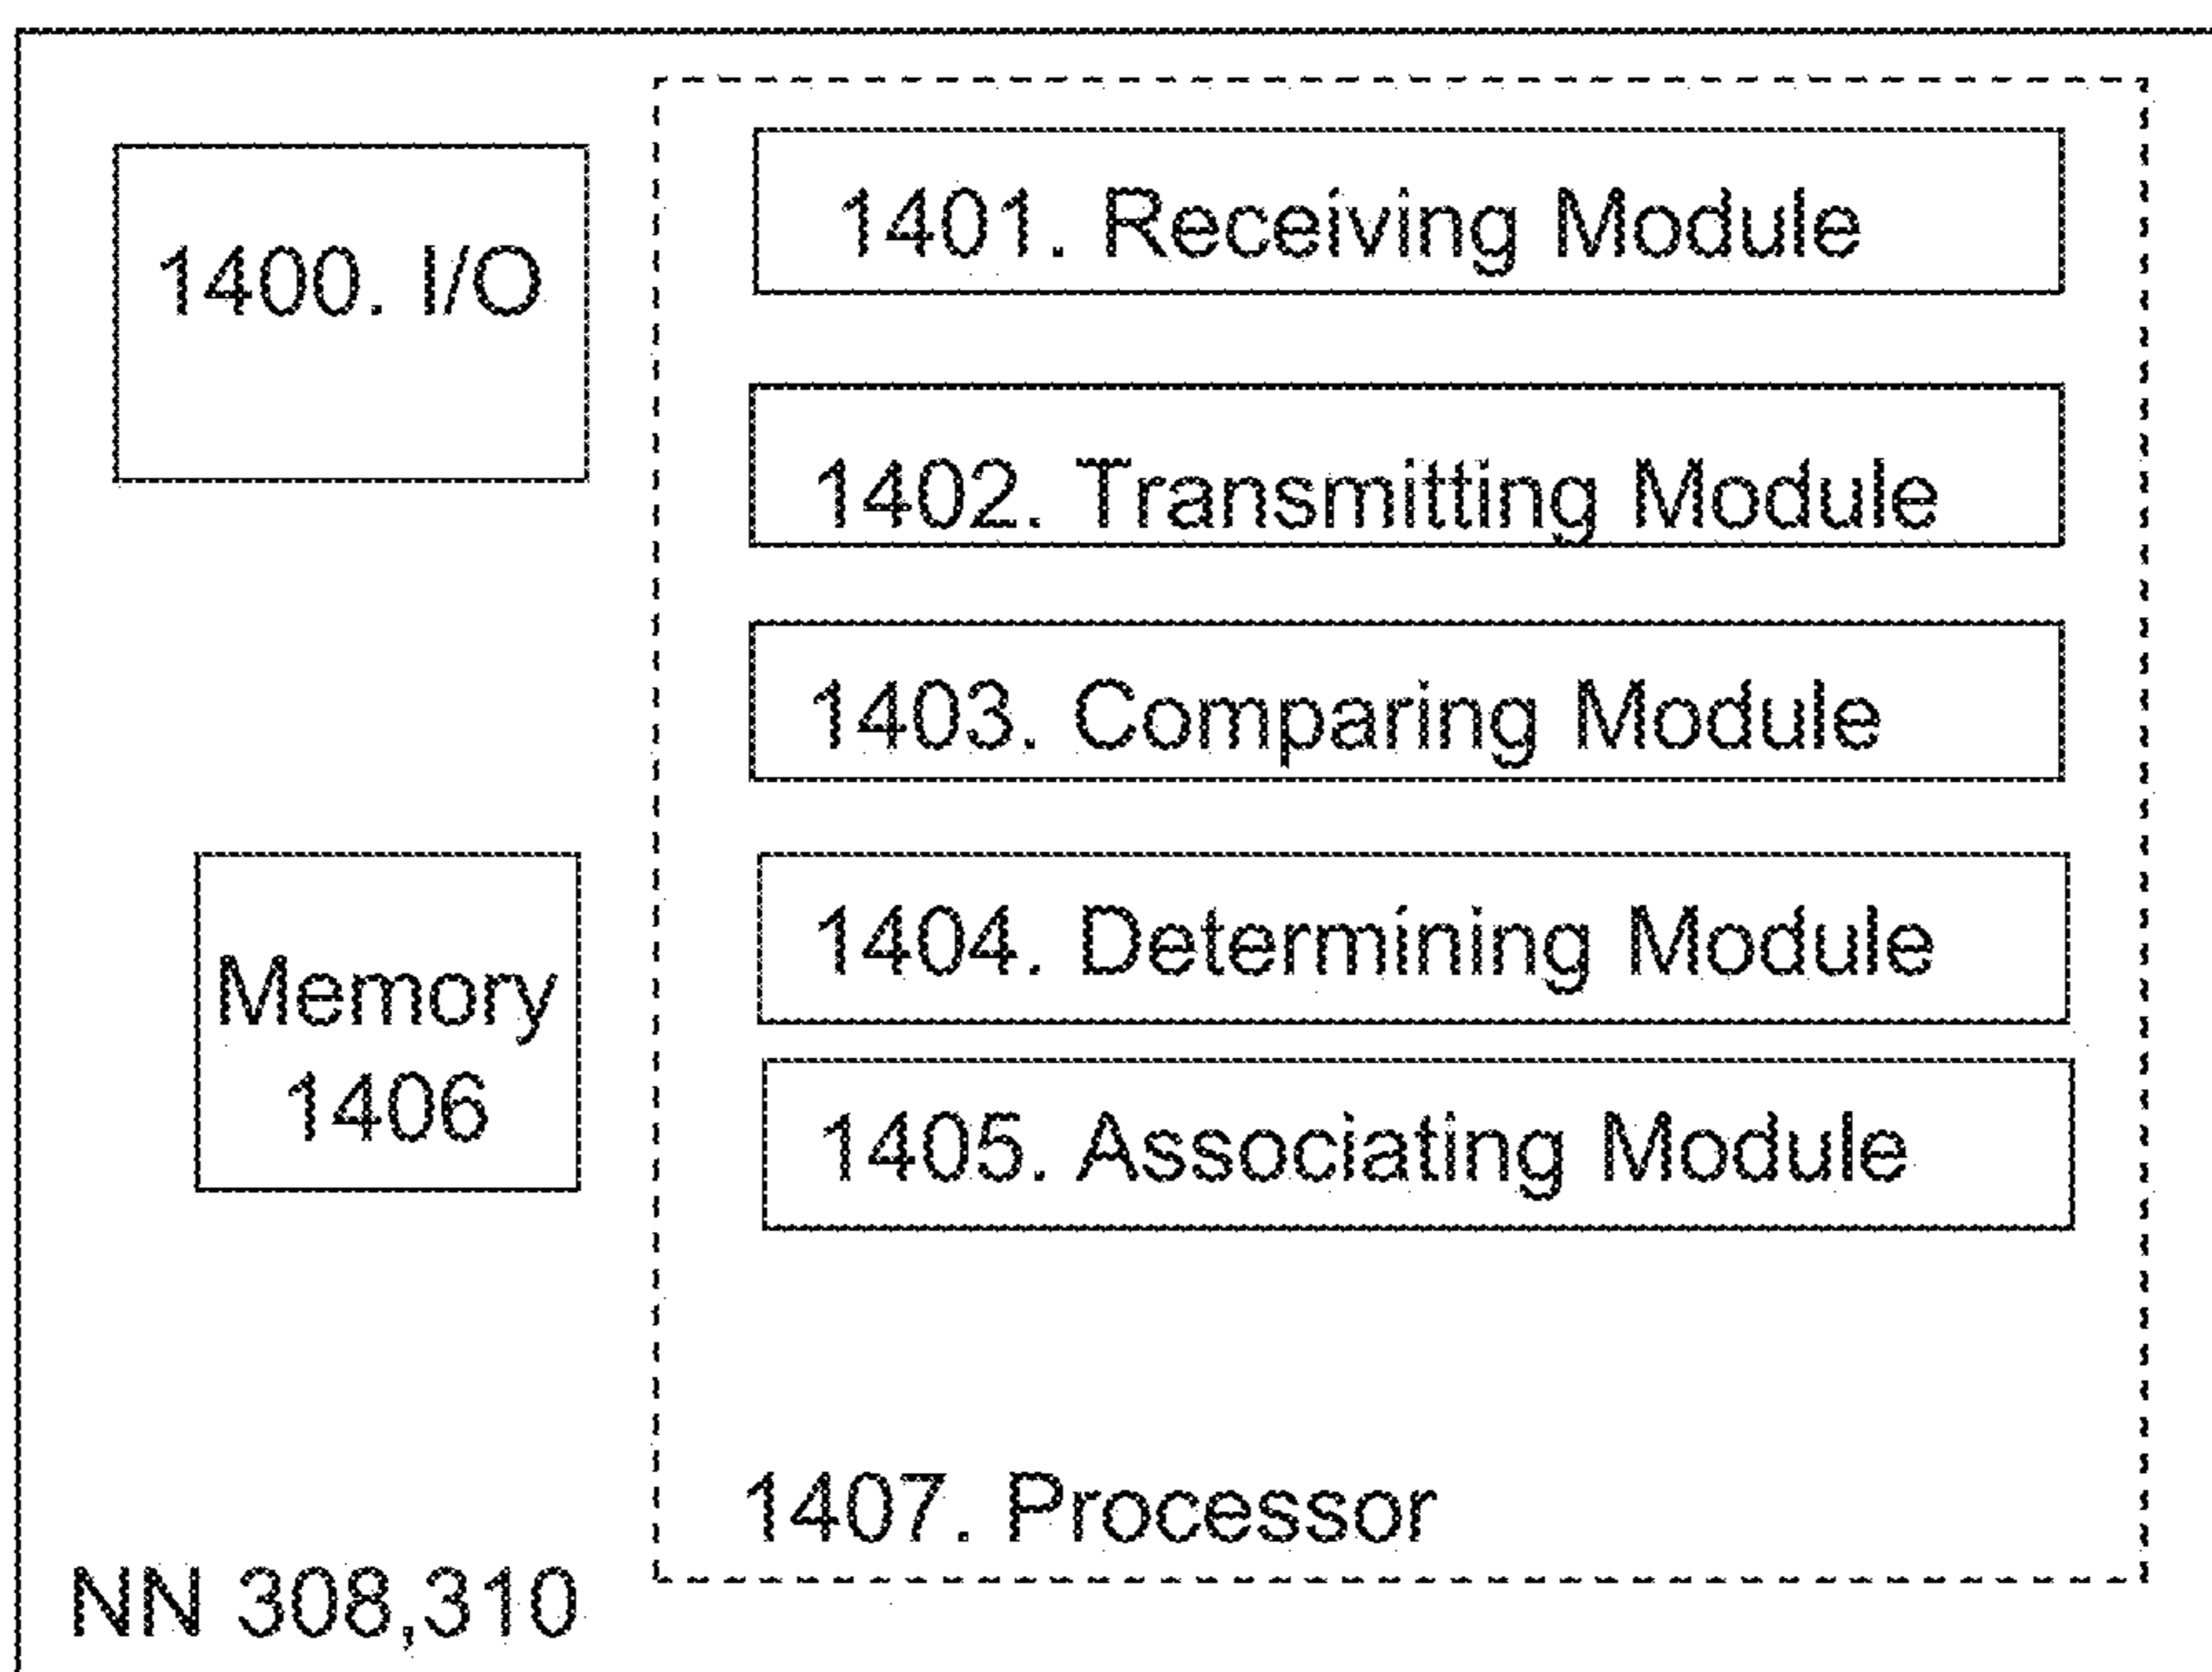 1400. I/O
1401. Receiving Module
1402. Transmitting Module
1403. Comparing Module
1404. Determining Module
1405. Associating Module
Memory
1406
1407. Processor
NN 308,310